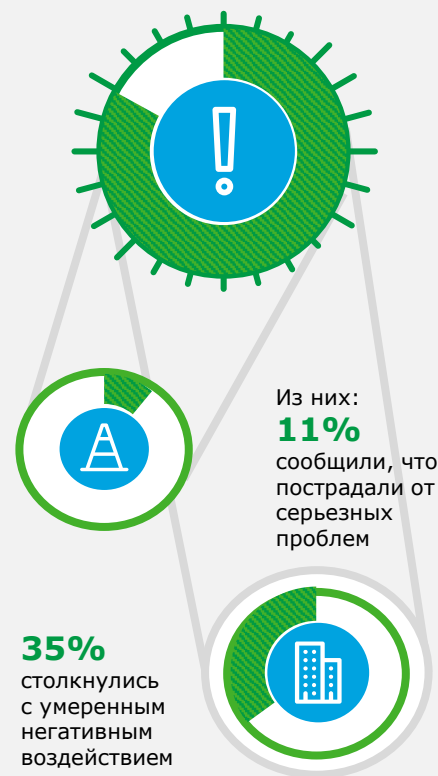 Из них:
11%
сообщили, что
пострадали от
серьезных
проблем
35%
столкнулись
с умеренным
негативным
воздействием